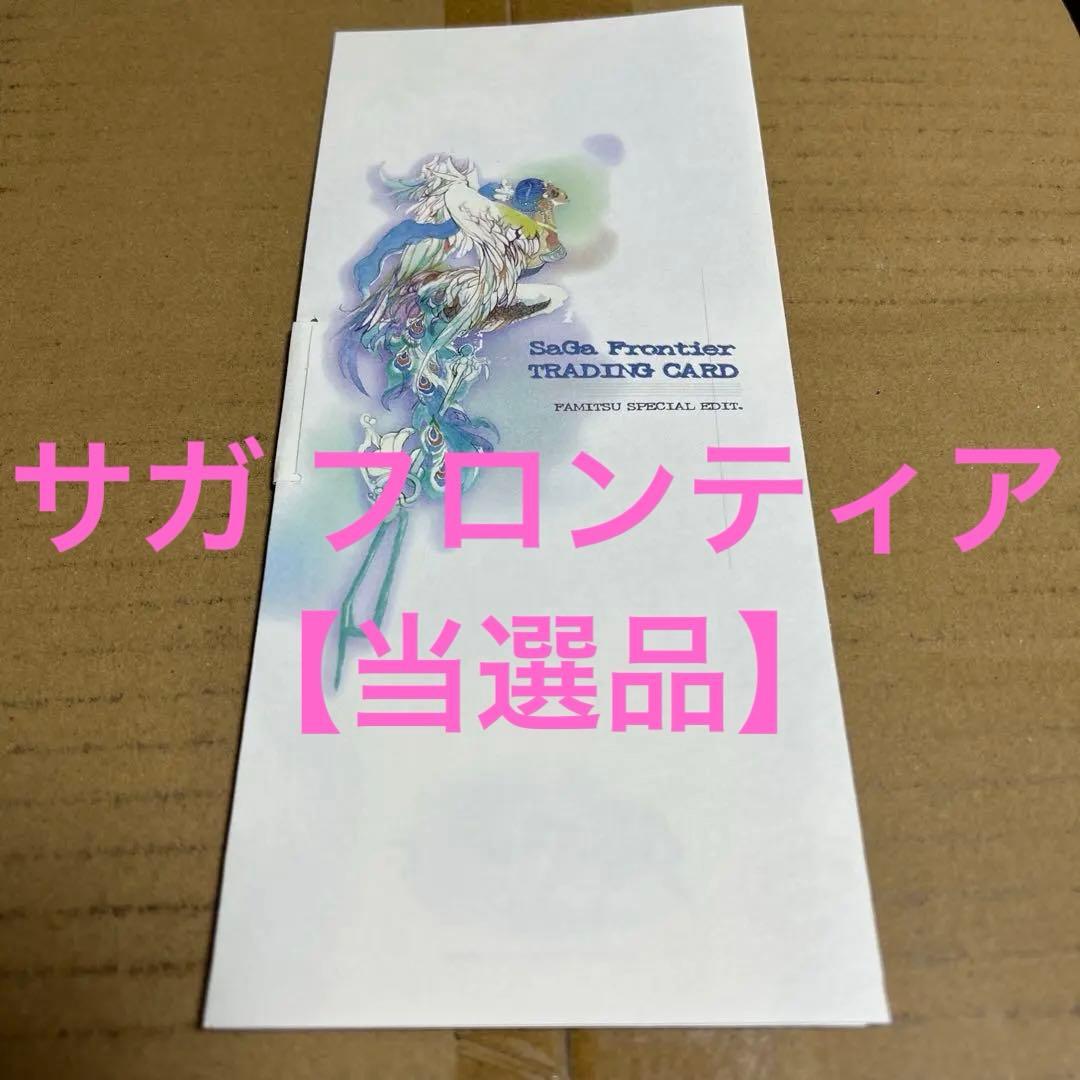 SaGa Frontier
TRADING CARD
FAMITSU SPECIAL EDIT.
サガ フロンティア
【当選品】